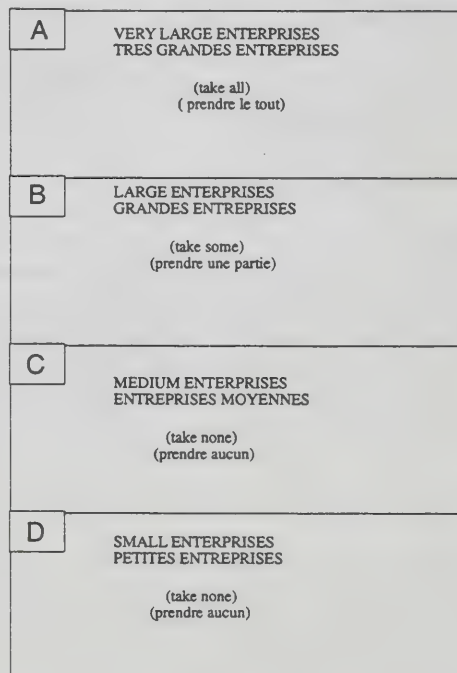 A
VERY LARGE ENTERPRISES
TRES GRANDES ENTREPRISES
(take all)
( prendre le tout)
B
LARGE ENTERPRISES
GRANDES ENTREPRISES
(take some)
(prendre une partie)
C
MEDIUM ENTERPRISES
ENTREPRISES MOYENNES
(take none)
(prendre aucun)
D
SMALL ENTERPRISES
PETITES ENTREPRISES
(take none)
(prendre aucun)